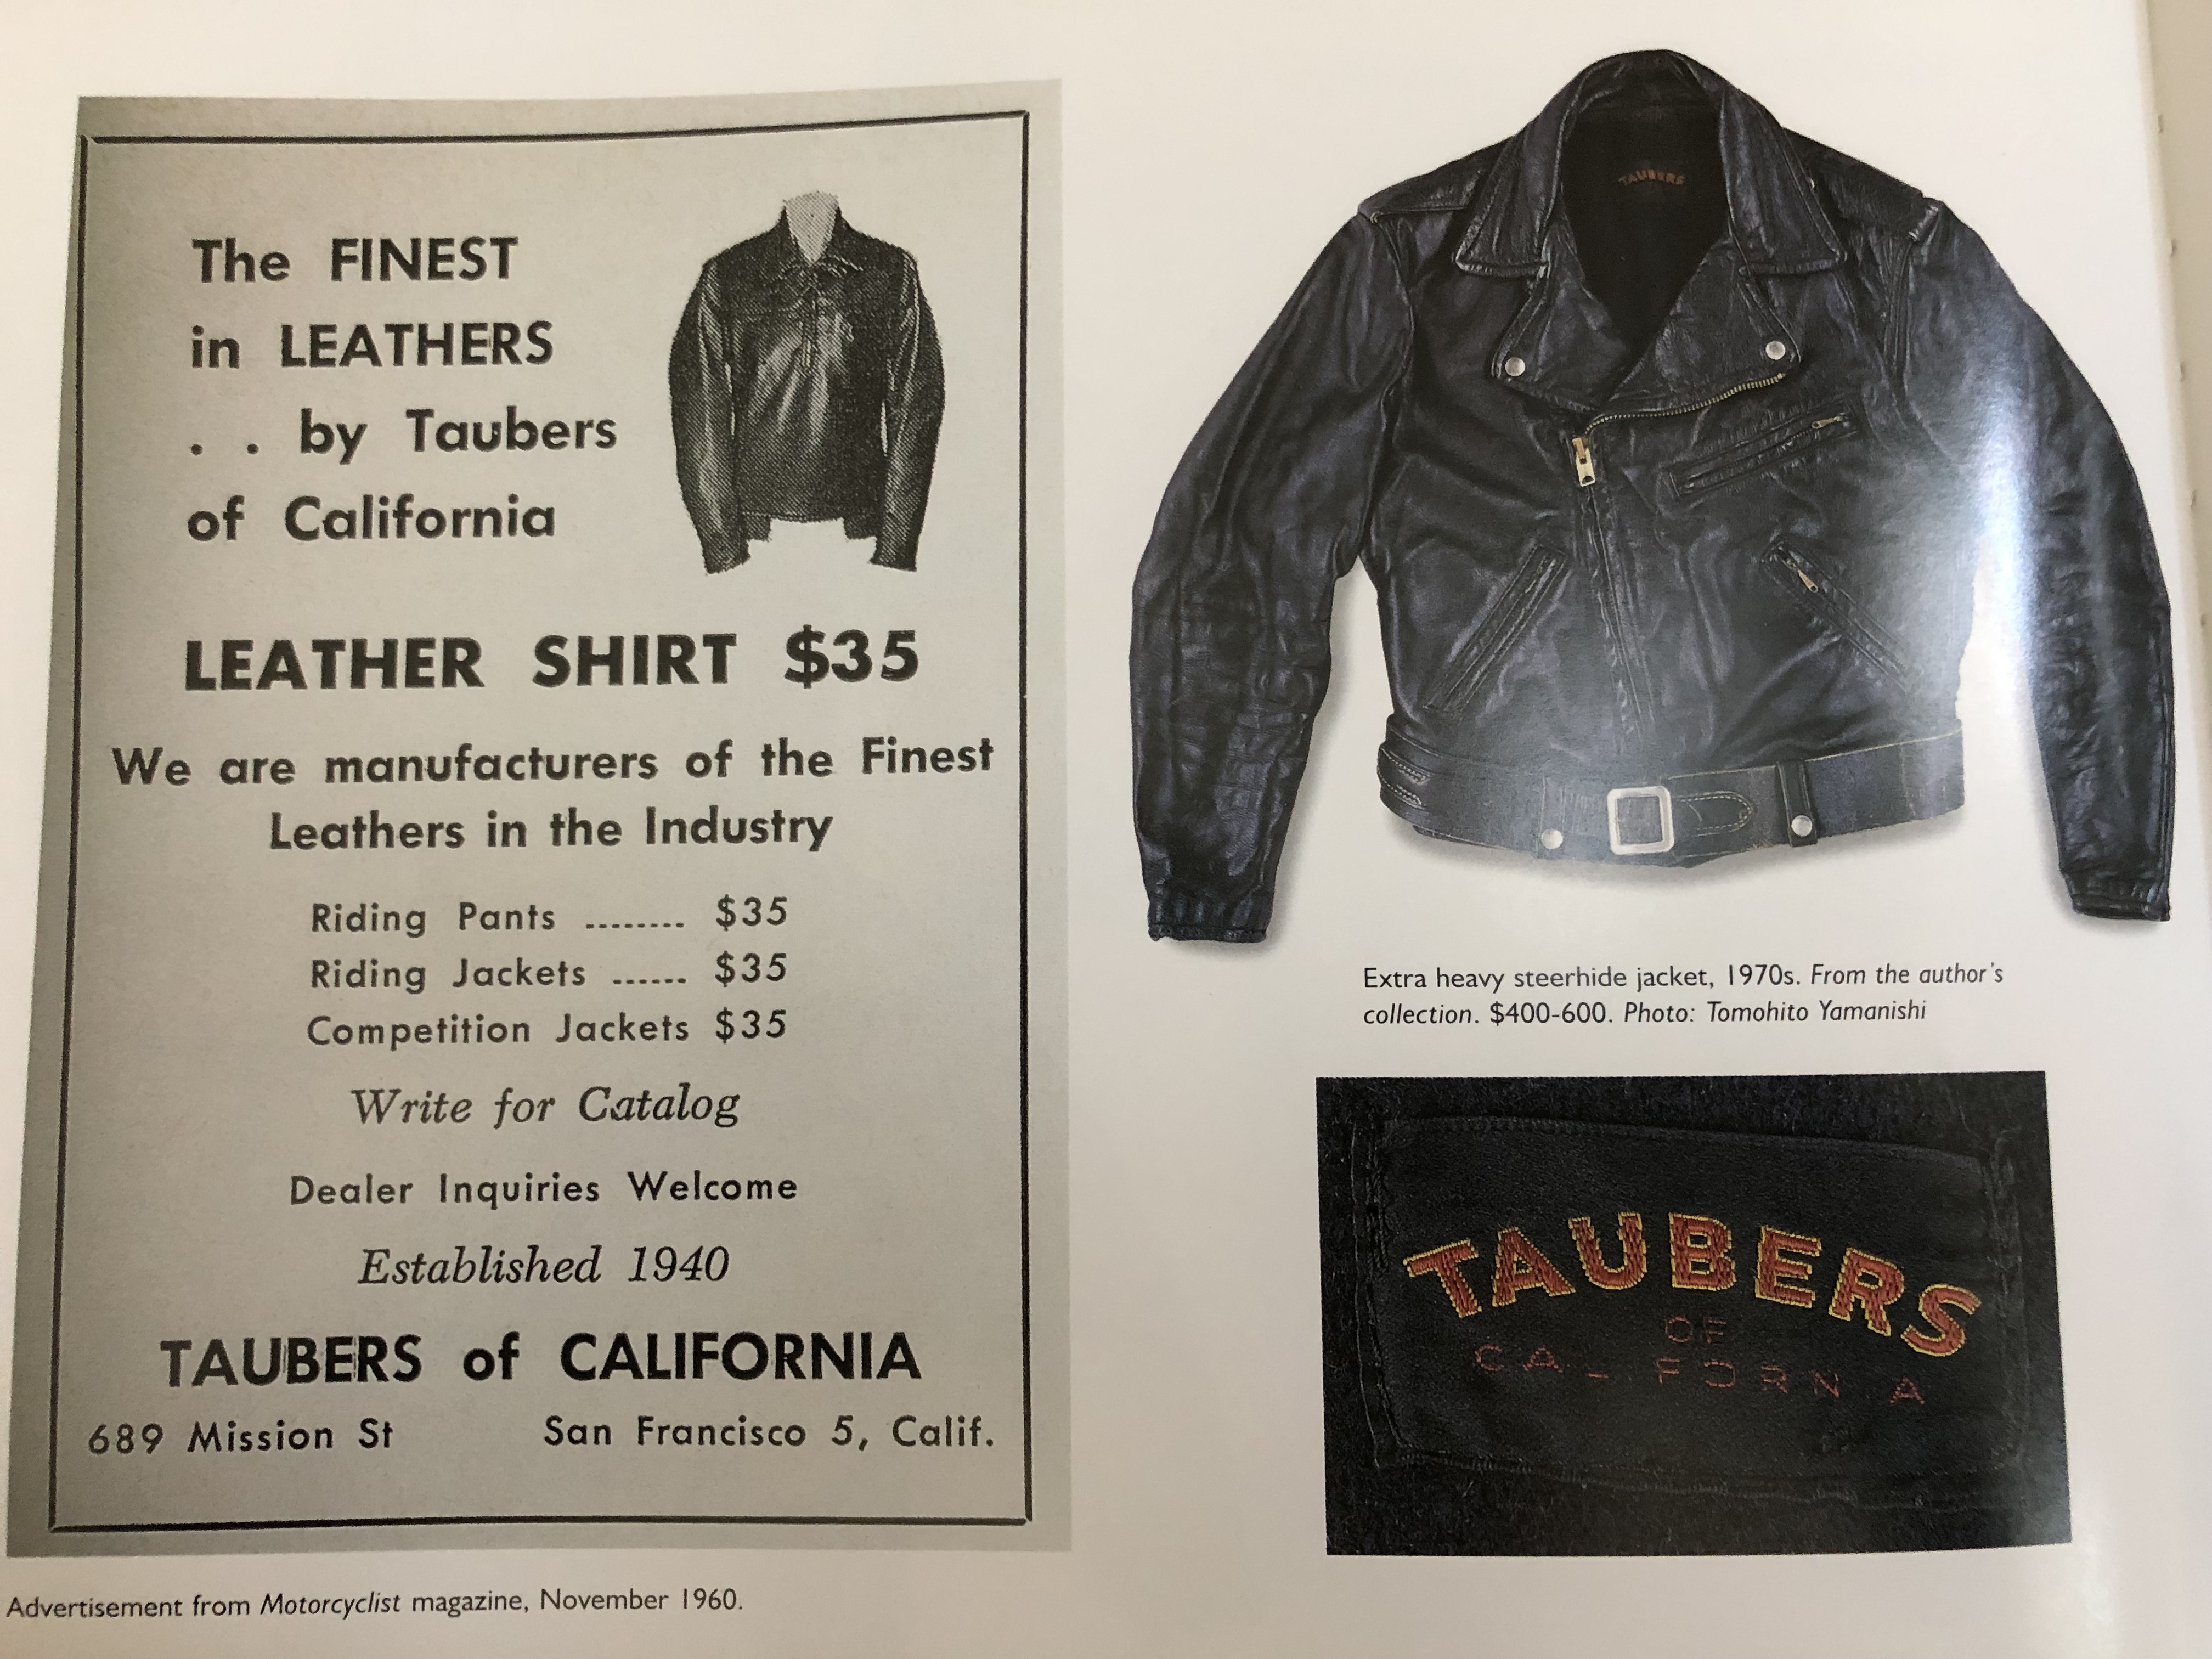 The FINEST
in LEATHERS
. . by Taubers
of California
LEATHER SHIRT $35
We are manufacturers of the Finest
Leathers in the Industry
Riding Pants ........ $35
Riding Jackets ...... $35
Competition Jackets $35
Write for Catalog
Dealer Inquiries Welcome
Established 1940
TAUBERS of CALIFORNIA
689 Mission St San Francisco 5, Calif.
Advertisement from Motorcyclist magazine, November 1960.
TAUBERS
Extra heavy steerhide jacket, 1970s. From the author's
collection. $400-600. Photo: Tomohito Yamanishi
TAUBERS
OF
CALIFORNIA